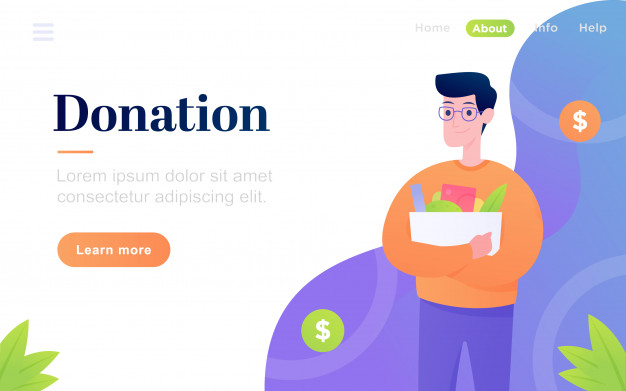 Home About Info Help
Donation
Lorem ipsum dolor sit amet
consectetur adipiscing elit.
Learn more
$
$